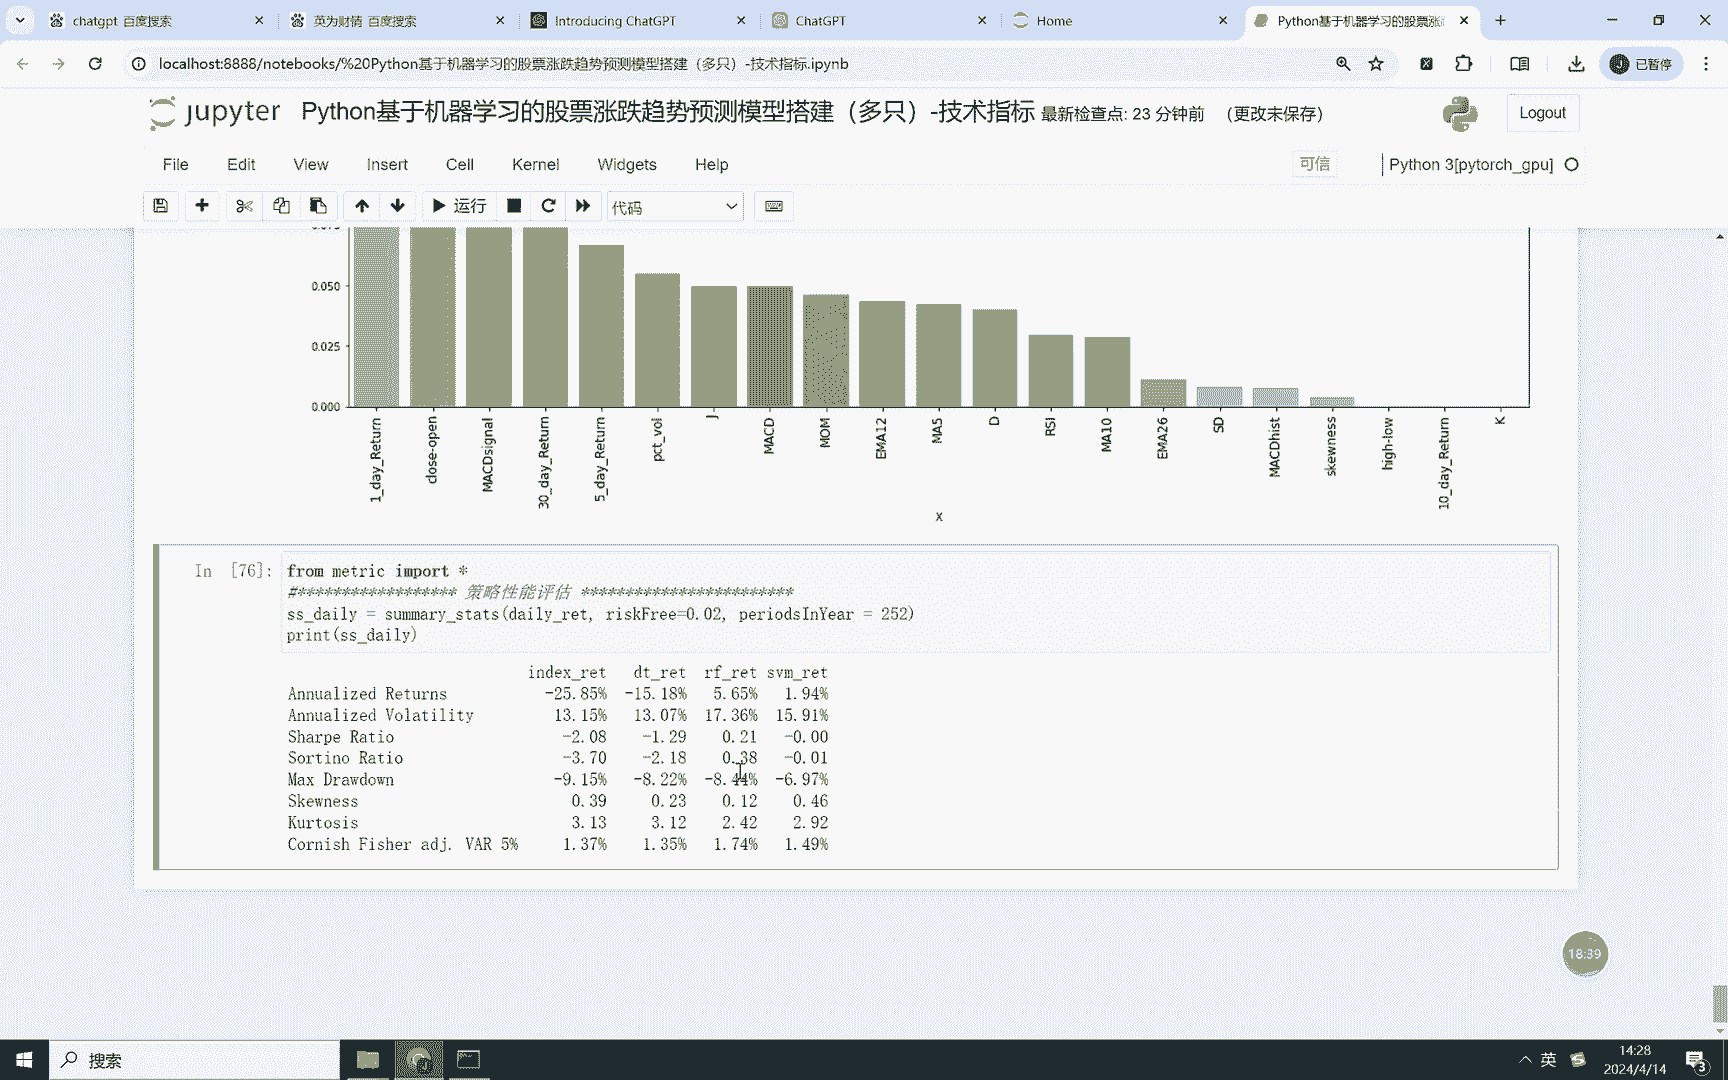 chatgpt 百度搜索
英为财情 百度搜索
Introducing ChatGPT
ChatGPT
Home
Python基于机器学习的股票涨跌
localhost:8888/notebooks/%20Python基于机器学习的股票涨跌趋势预测模型搭建（多只）-技术指标.ipynb
已暂停
jupyter Python基于机器学习的股票涨跌趋势预测模型搭建（多只）-技术指标 最新检查点: 23 分钟前 （更改未保存）
Logout
File Edit View Insert Cell Kernel Widgets Help
可信
Python 3[pytorch_gpu]
运行
代码
0.075
0.050
0.025
0.000
1_day_Return
close-open
MACDsignal
30_day_Return
5_day_Return
pct_vol
J
MACD
MOM
EMA12
MA5
D
RSI
MA10
EMA26
SD
MACDhist
skewness
high-low
10_day_Return
K
x
In [76]:
from metric import *
#****************** 策略性能评估 ************************
ss_daily = summary_stats(daily_ret, riskFree=0.02, periodsInYear = 252)
print(ss_daily)
index_ret dt_ret rf_ret svm_ret
Annualized Returns -25.85% -15.18% 5.65% 1.94%
Annualized Volatility 13.15% 13.07% 17.36% 15.91%
Sharpe Ratio -2.08 -1.29 0.21 -0.00
Sortino Ratio -3.70 -2.18 0.38 -0.01
Max Drawdown -9.15% -8.22% -8.44% -6.97%
Skewness 0.39 0.23 0.12 0.46
Kurtosis 3.13 3.12 2.42 2.92
Cornish Fisher adj. VAR 5% 1.37% 1.35% 1.74% 1.49%
18:39
搜索
英
14:28
2024/4/14
3